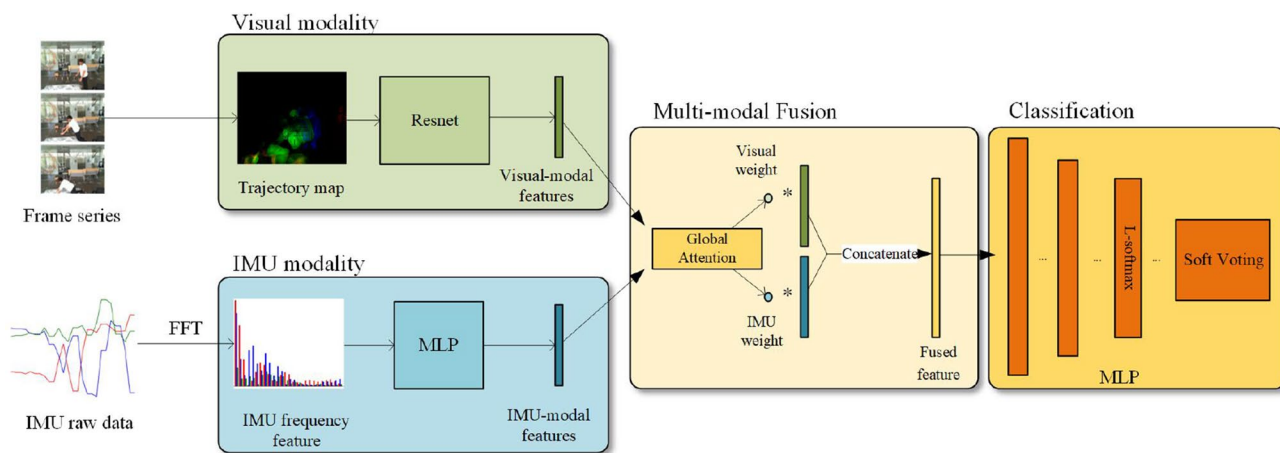 Visual modality
Resnet
Trajectory map
Visual-modal
features
Frame series
IMU modality
FFT
MLP
IMU raw data
IMU frequency
feature
IMU-modal
features
Multi-modal Fusion
Visual
weight
*
Global
Attention
Concatenate
*
IMU
weight
Fused
feature
Classification
...
...
L-softmax
...
Soft Voting
MLP